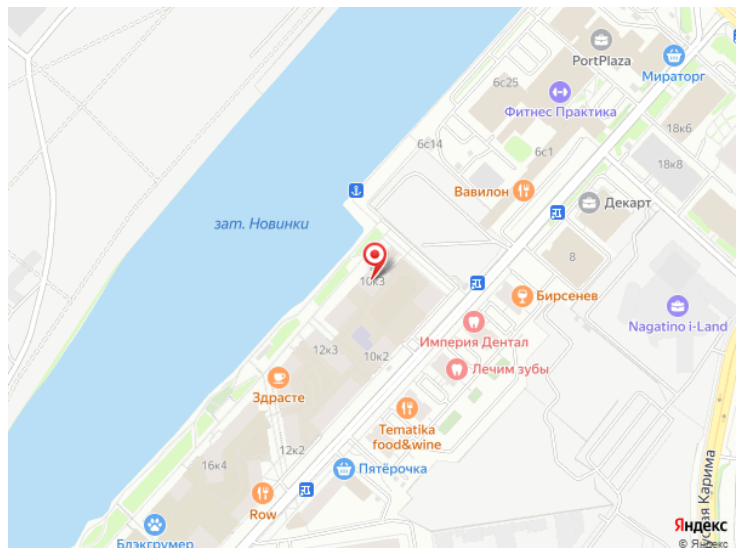 PortPlaza
Мираторг
6с25
Фитнес Практика
18к6
6с14
6с1
18к8
Вавилон
Декарт
зат. Новинки
8
10к3
Бирсенев
Nagatino i-Land
Империя Дентал
12к3
10к2
Лечим зубы
Здрасте
Tematika
food&wine
12к2
16к4
Пятёрочка
Row
Карима
Яндекс
Блэкгрумер
© Яндекс